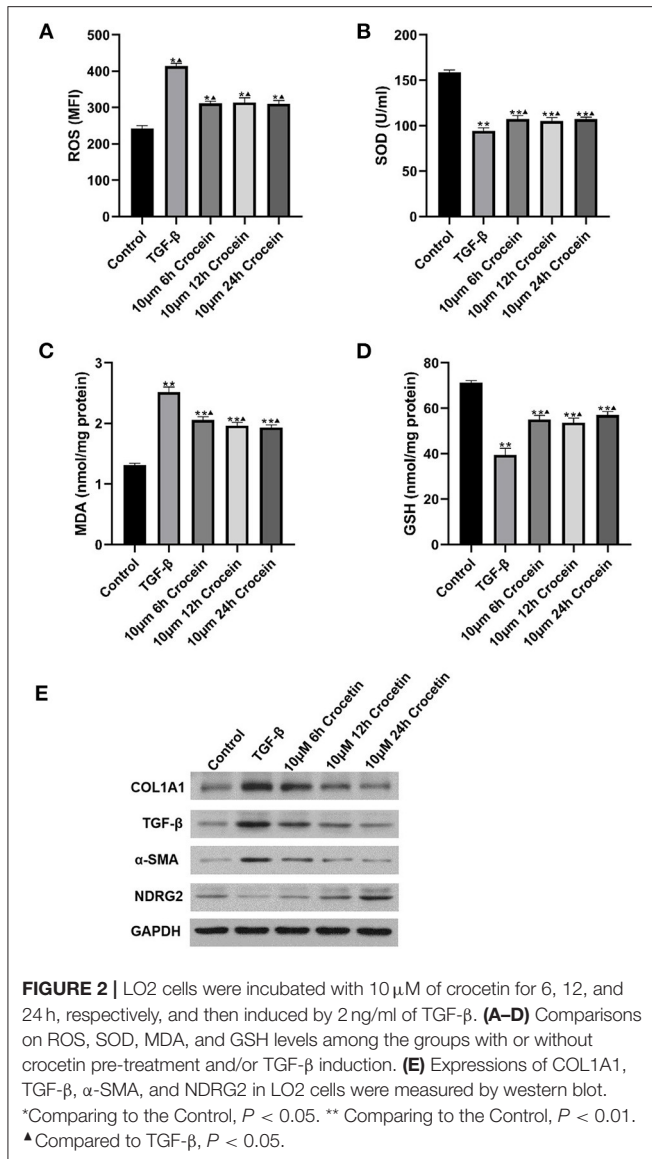 A
ROS (MFI)
500
400
300
200
100
0
*▲
*▲
*▲
*▲
Control
TGF-β
10μm 6h Crocein
10μm 12h Crocein
10μm 24h Crocein
B
SOD (U/ml)
200
150
100
50
0
**
**▲
**▲
**▲
Control
TGF-β
10μm 6h Crocein
10μm 12h Crocein
10μm 24h Crocein
C
MDA (nmol/mg protein)
3
2
1
0
**
**▲
**▲
**▲
Control
TGF-β
10μm 6h Crocein
10μm 12h Crocein
10μm 24h Crocein
D
GSH (nmol/mg protein)
80
60
40
20
0
**
**▲
**▲
**▲
Control
TGF-β
10μm 6h Crocein
10μm 12h Crocein
10μm 24h Crocein
E
Control
TGF-β
10μM 6h Crocetin
10μM 12h Crocetin
10μM 24h Crocetin
COL1A1
TGF-β
α-SMA
NDRG2
GAPDH
FIGURE 2 | LO2 cells were incubated with 10 μM of crocetin for 6, 12, and
24 h, respectively, and then induced by 2 ng/ml of TGF-β. (A–D) Comparisons
on ROS, SOD, MDA, and GSH levels among the groups with or without
crocetin pre-treatment and/or TGF-β induction. (E) Expressions of COL1A1,
TGF-β, α-SMA, and NDRG2 in LO2 cells were measured by western blot.
*Comparing to the Control, P < 0.05. ** Comparing to the Control, P < 0.01.
▲Compared to TGF-β, P < 0.05.